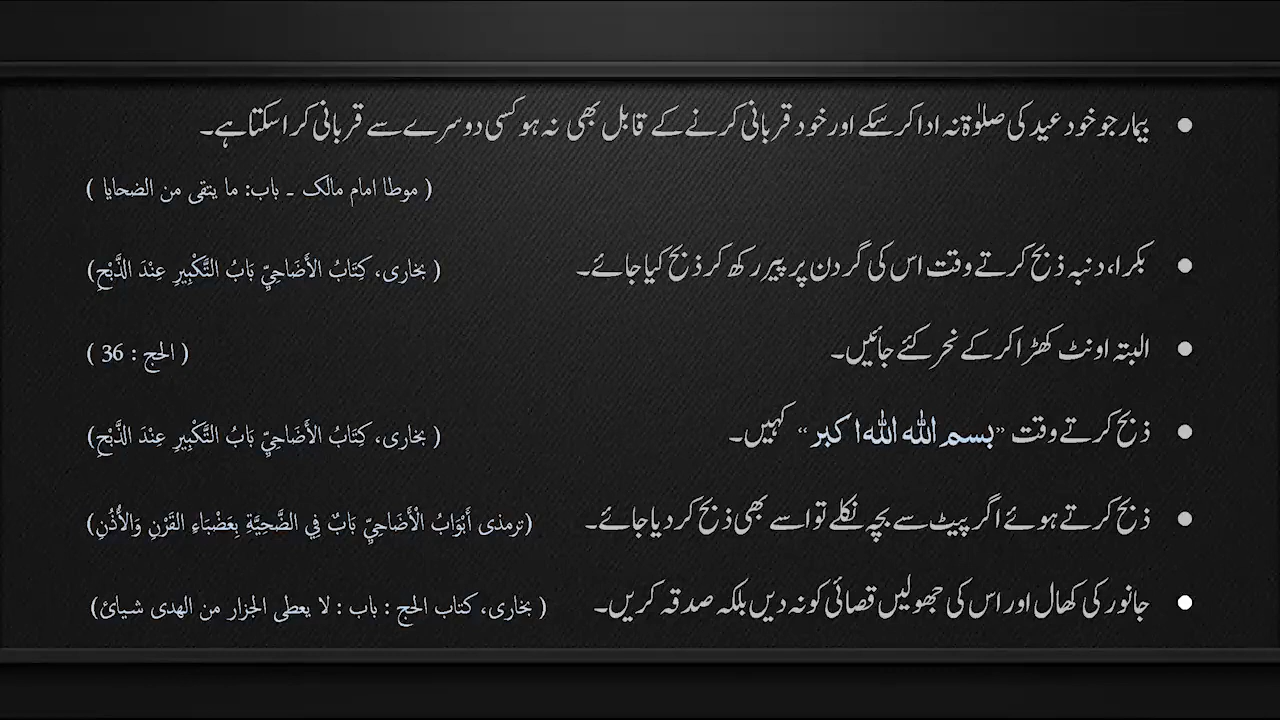 ● بیمار جو خود عید کی صلوٰۃ نہ ادا کر سکے اور خود قربانی کرنے کے قابل بھی نہ ہو کسی دوسرے سے قربانی کرا سکتا ہے۔
( موطا امام مالک ۔ باب: ما یتقی من الضحایا )
● بکرا، دنبہ ذبح کرتے وقت اس کی گردن پر پیر رکھ کر ذبح کیا جائے۔ ( بخاری، كِتَابُ الأَضَاحِيِّ بَابُ التَّكْبِيرِ عِنْدَ الذَّبْحِ)
● البتہ اونٹ کھڑا کر کے نحر کئے جائیں۔ ( الحج : 36 )
● ذبح کرتے وقت ”بسم اللہ اللہ اکبر“ کہیں۔ ( بخاری، كِتَابُ الأَضَاحِيِّ بَابُ التَّكْبِيرِ عِنْدَ الذَّبْحِ)
● ذبح کرتے ہوئے اگر پیٹ سے بچہ نکلے تو اسے بھی ذبح کر دیا جائے۔ (ترمذی أَبْوَابُ الْأَضَاحِيِّ بَابٌ فِي الضَّحِيَّةِ بِعَضْبَاءِ القَرْنِ وَالأُذُنِ)
● جانور کی کھال اور اس کی جھولیں قصائی کو نہ دیں بلکہ صدقہ کریں۔ ( بخاری، کتاب الحج : باب : لا یعطی الجزار من الهدی شیائ)